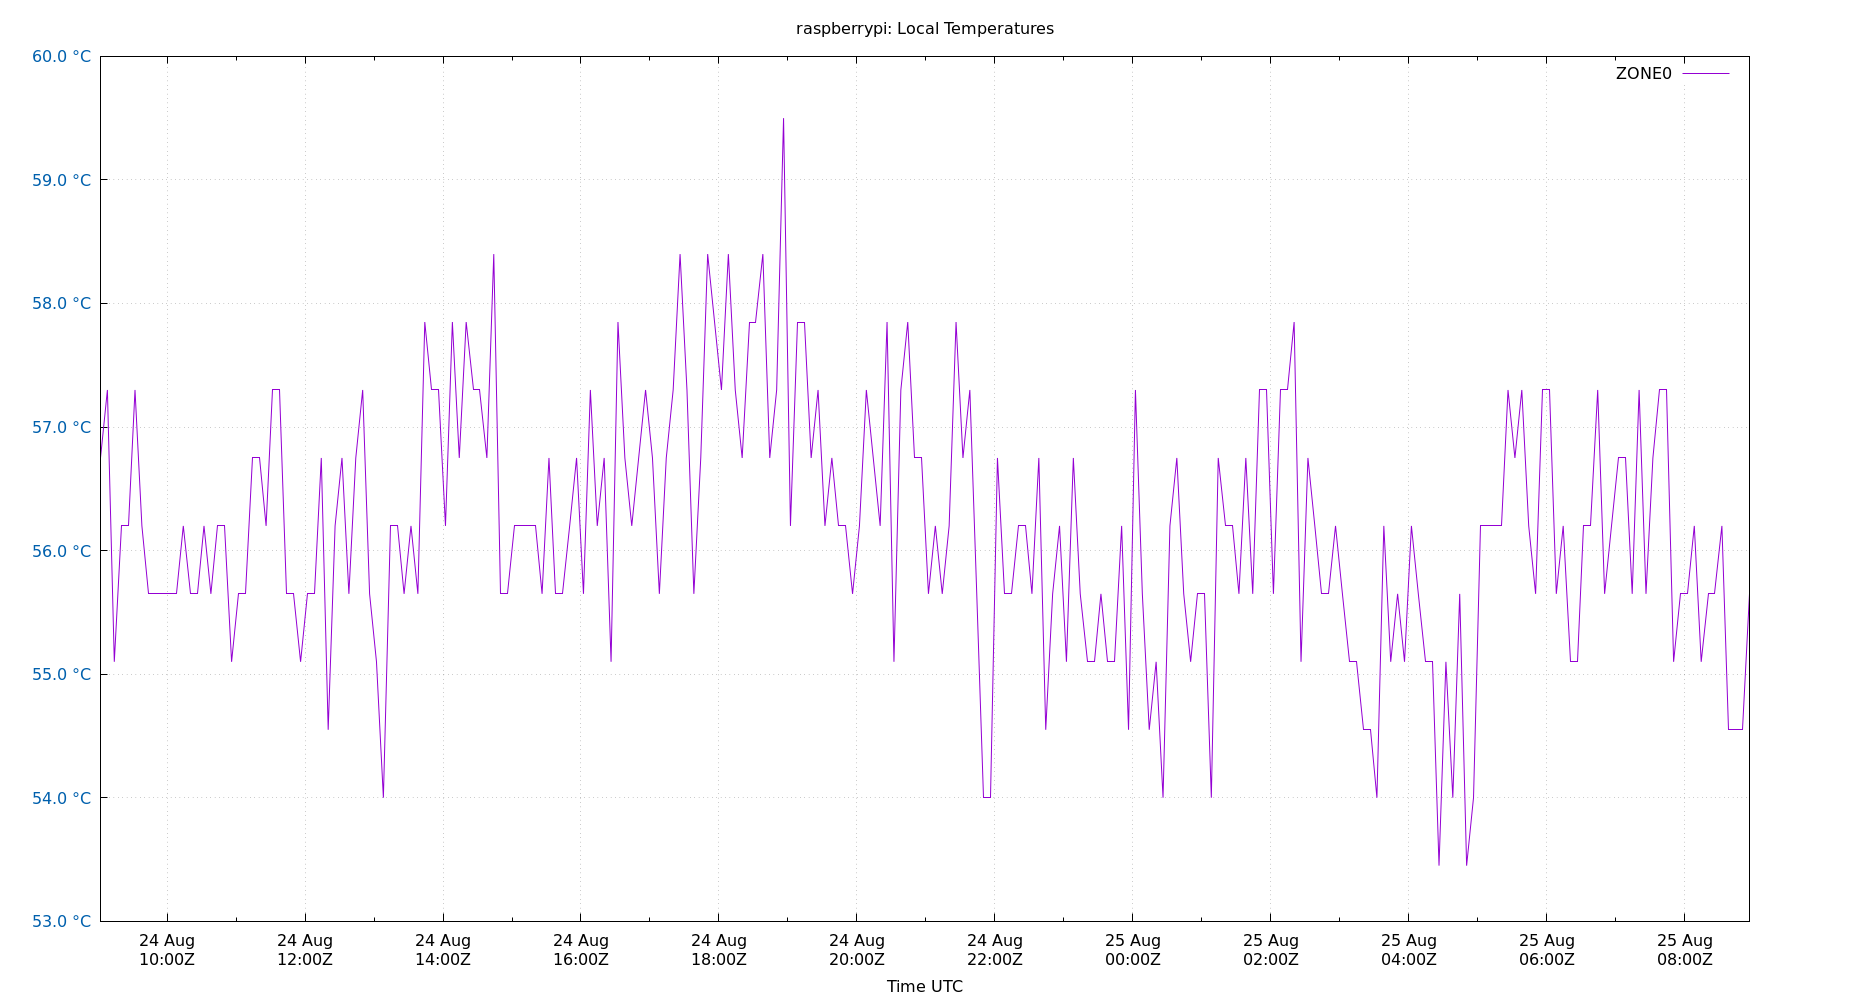 raspberrypi: Local Temperatures
60.0 °C
ZONE0
59.0 °C
58.0 °C
57.0 °C
56.0 °C
55.0 °C
54.0 °C
53.0 °C
24 Aug 24 Aug 24 Aug 24 Aug 24 Aug 24 Aug 24 Aug 25 Aug 25 Aug 25 Aug 25 Aug 25 Aug
10:00Z 12:00Z 14:00Z 16:00Z 18:00Z 20:00Z 22:00Z 00:00Z 02:00Z 04:00Z 06:00Z 08:00Z
Time UTC